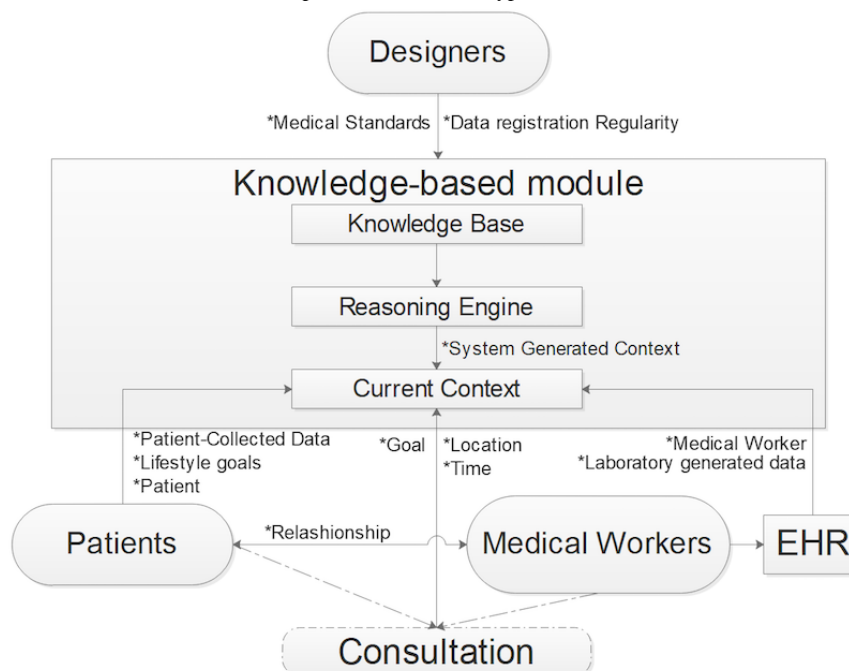 Designers
*Medical Standards *Data registration Regularity
Knowledge-based module
Knowledge Base
Reasoning Engine
*System Generated Context
Current Context
*Patient-Collected Data
*Lifestyle goals
*Patient
*Goal *Location
*Time
*Medical Worker
*Laboratory generated data
Patients
*Relashionship
Medical Workers
EHR
Consultation